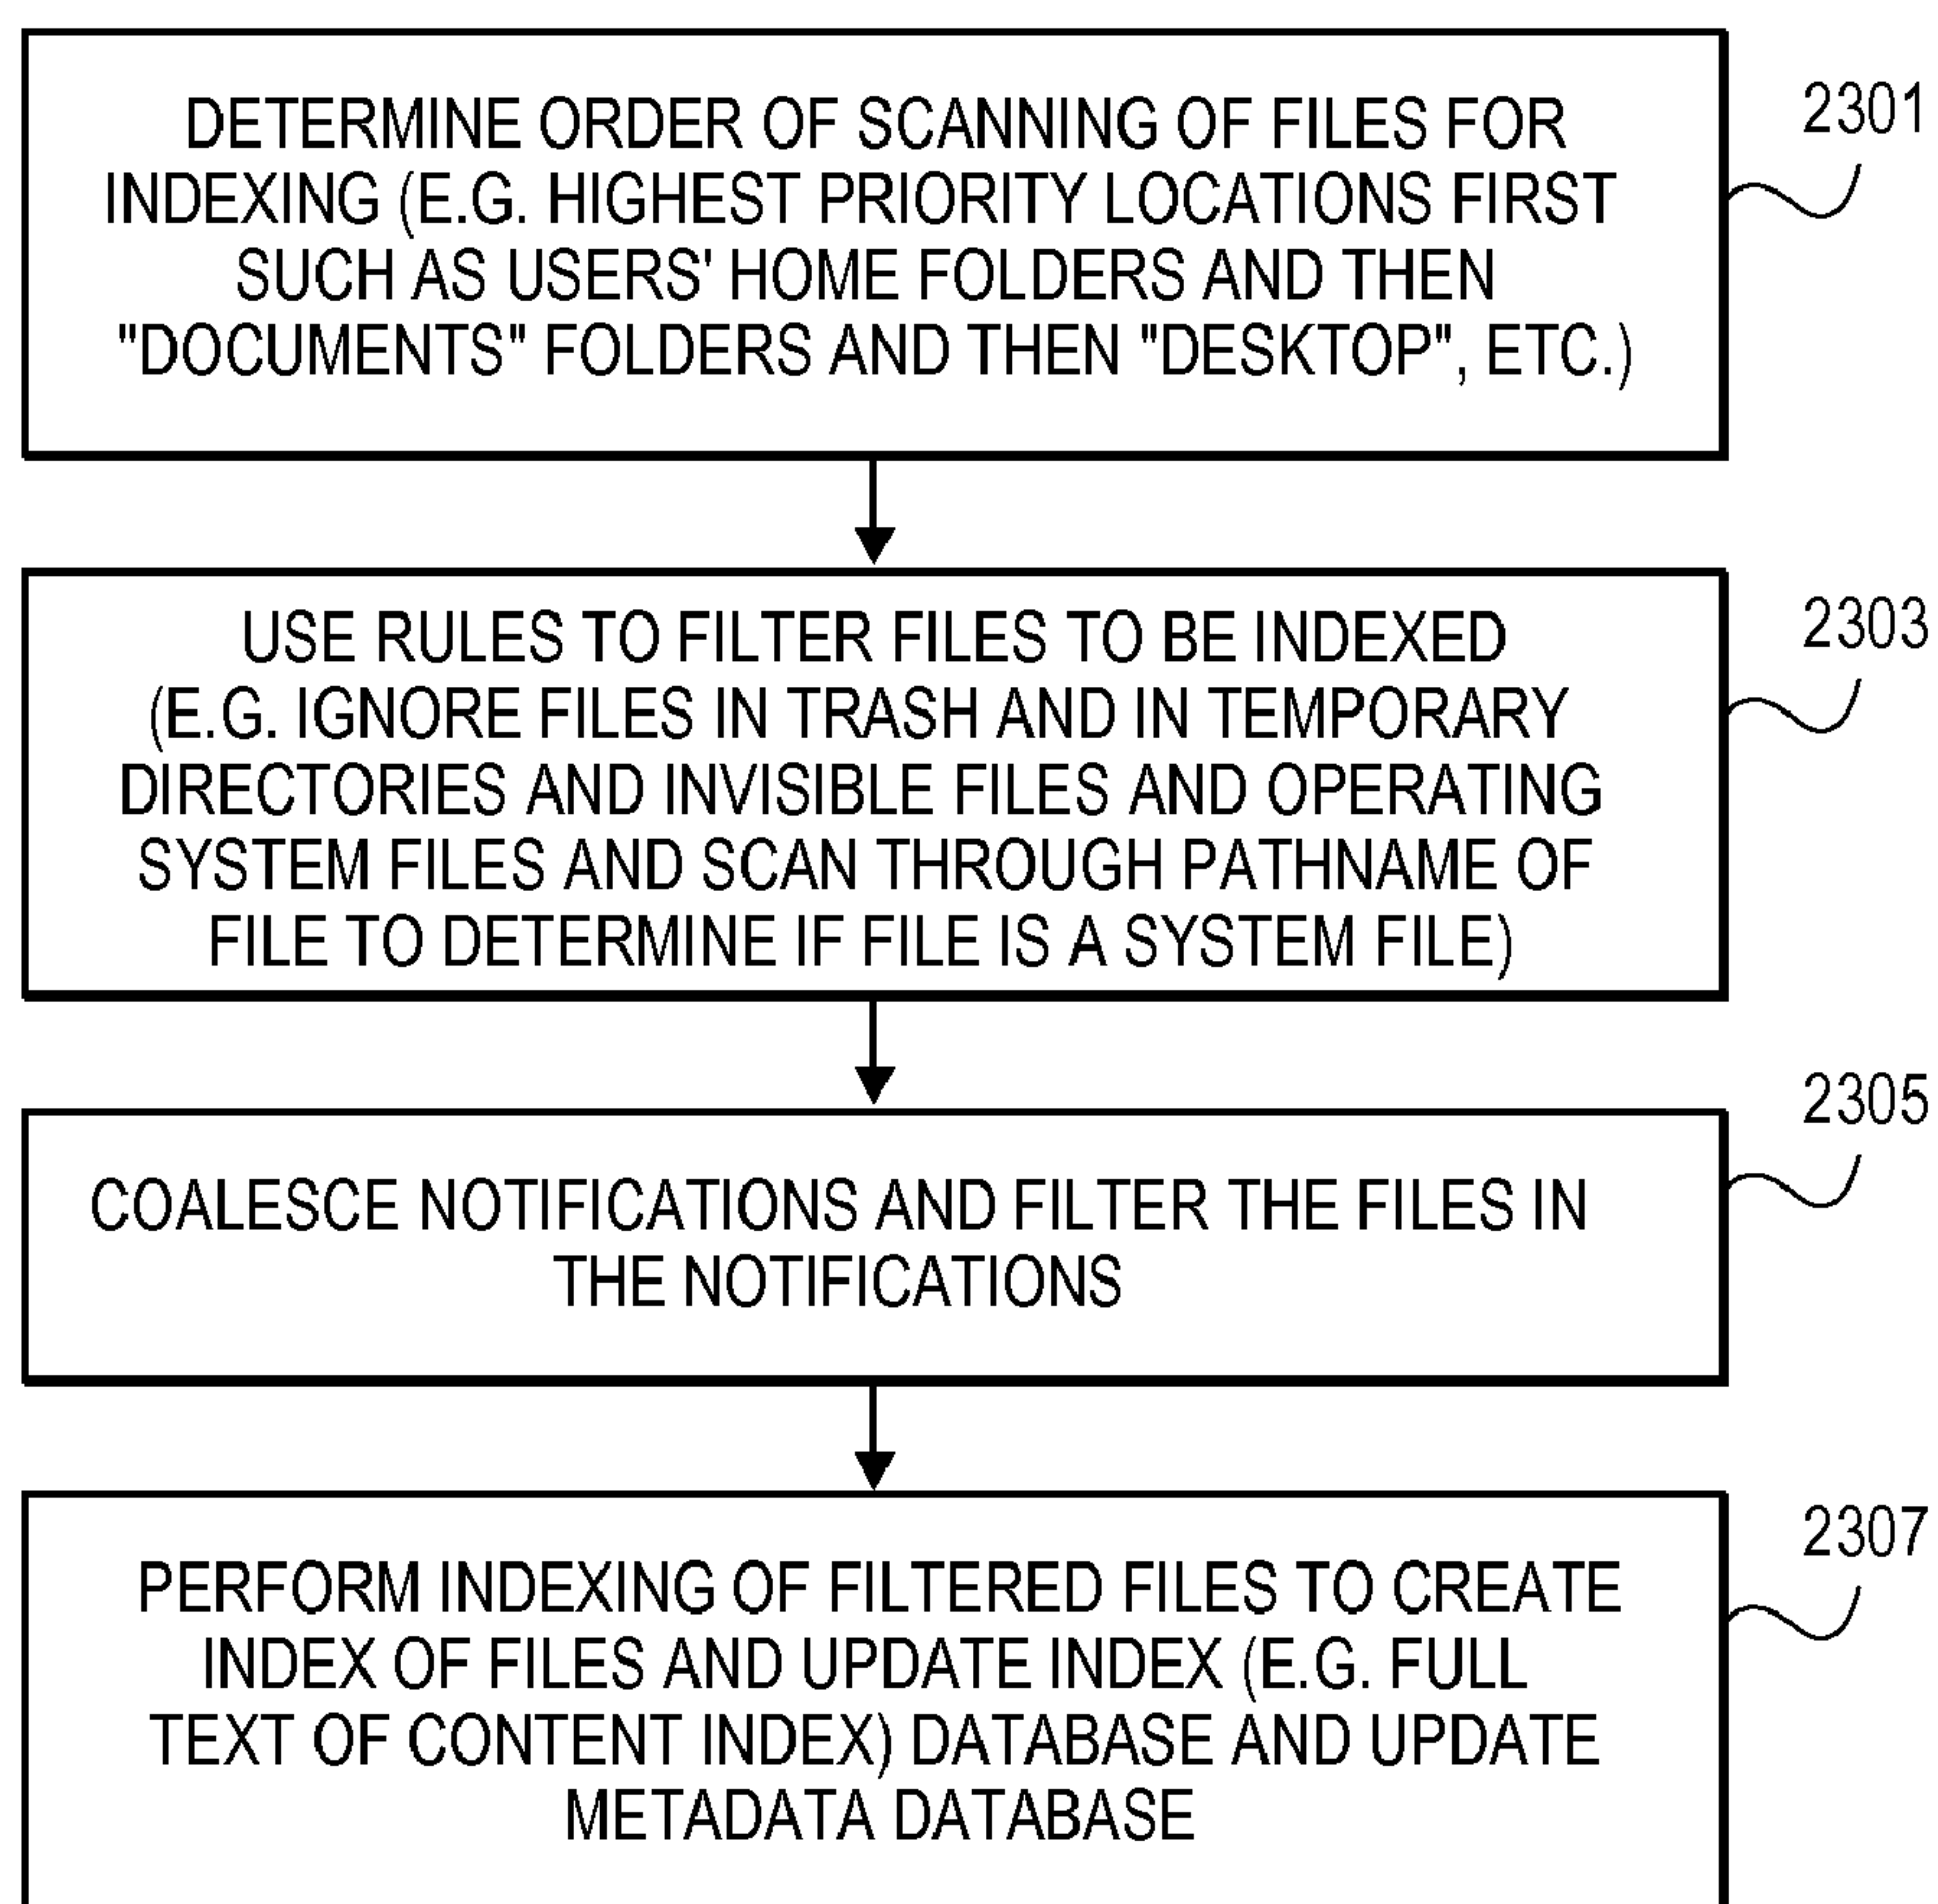 DETERMINE ORDER OF SCANNING OF FILES FOR
INDEXING (E.G. HIGHEST PRIORITY LOCATIONS FIRST
SUCH AS USERS' HOME FOLDERS AND THEN
"DOCUMENTS" FOLDERS AND THEN "DESKTOP", ETC.)
2301
USE RULES TO FILTER FILES TO BE INDEXED
(E.G. IGNORE FILES IN TRASH AND IN TEMPORARY
DIRECTORIES AND INVISIBLE FILES AND OPERATING
SYSTEM FILES AND SCAN THROUGH PATHNAME OF
FILE TO DETERMINE IF FILE IS A SYSTEM FILE)
2303
COALESCE NOTIFICATIONS AND FILTER THE FILES IN
THE NOTIFICATIONS
2305
PERFORM INDEXING OF FILTERED FILES TO CREATE
INDEX OF FILES AND UPDATE INDEX (E.G. FULL
TEXT OF CONTENT INDEX) DATABASE AND UPDATE
METADATA DATABASE
2307